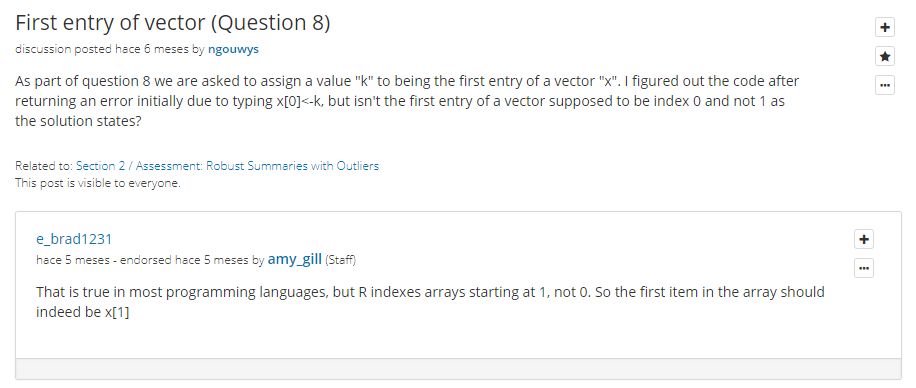 First entry of vector (Question 8)
discussion posted hace 6 meses by ngouwys
As part of question 8 we are asked to assign a value "k" to being the first entry of a vector "x". I figured out the code after
returning an error initially due to typing x[0]<-k, but isn't the first entry of a vector supposed to be index 0 and not 1 as
the solution states?
Related to: Section 2 / Assessment: Robust Summaries with Outliers
This post is visible to everyone.
e_brad1231
hace 5 meses - endorsed hace 5 meses by amy_gill (Staff)
That is true in most programming languages, but R indexes arrays starting at 1, not 0. So the first item in the array should
indeed be x[1]